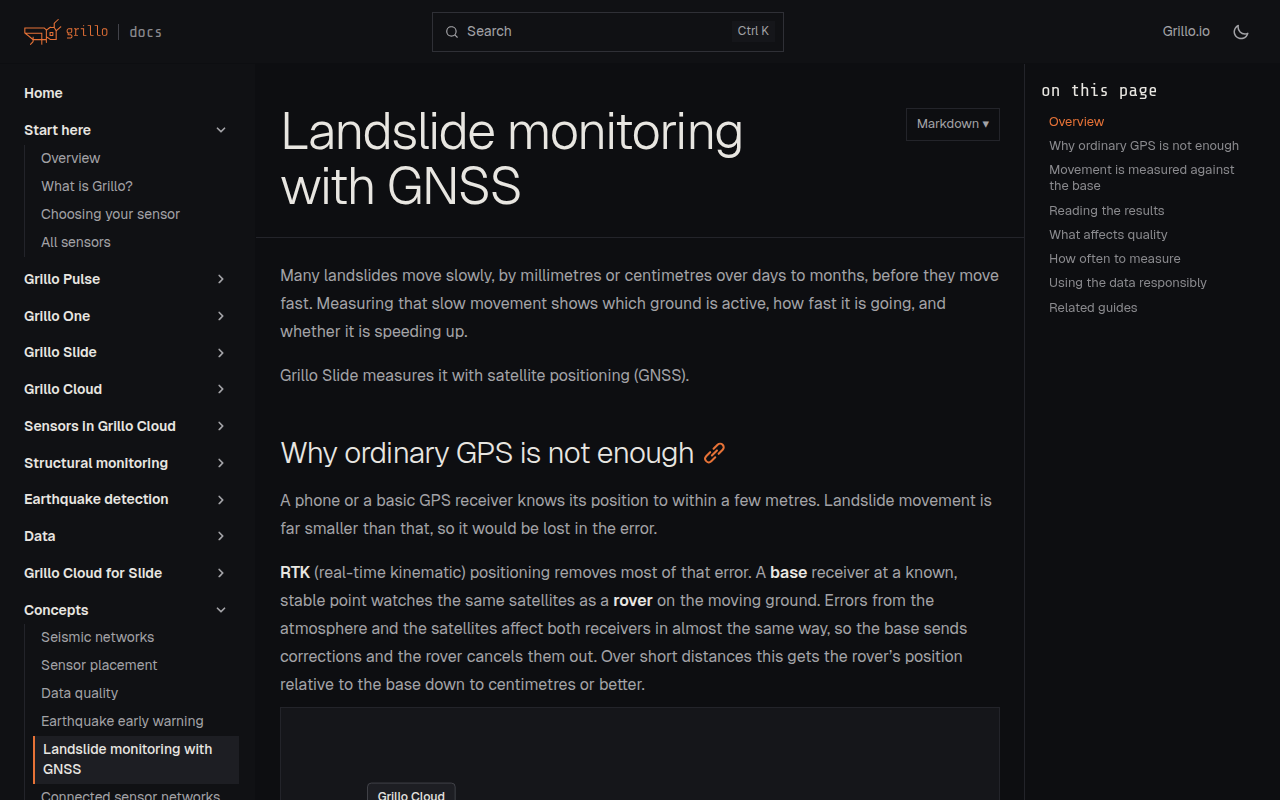 grillo | docs
Search
Ctrl K
Grillo.io
Home
Start here
Overview
What is Grillo?
Choosing your sensor
All sensors
Grillo Pulse
Grillo One
Grillo Slide
Grillo Cloud
Sensors in Grillo Cloud
Structural monitoring
Earthquake detection
Data
Grillo Cloud for Slide
Concepts
Seismic networks
Sensor placement
Data quality
Earthquake early warning
Landslide monitoring with
GNSS
Connected sensor networks
Landslide monitoring
with GNSS
Markdown ▾
Many landslides move slowly, by millimetres or centimetres over days to months, before they move
fast. Measuring that slow movement shows which ground is active, how fast it is going, and
whether it is speeding up.
Grillo Slide measures it with satellite positioning (GNSS).
Why ordinary GPS is not enough
A phone or a basic GPS receiver knows its position to within a few metres. Landslide movement is
far smaller than that, so it would be lost in the error.
RTK (real-time kinematic) positioning removes most of that error. A base receiver at a known,
stable point watches the same satellites as a rover on the moving ground. Errors from the
atmosphere and the satellites affect both receivers in almost the same way, so the base sends
corrections and the rover cancels them out. Over short distances this gets the rover’s position
relative to the base down to centimetres or better.
Grillo Cloud
on this page
Overview
Why ordinary GPS is not enough
Movement is measured against
the base
Reading the results
What affects quality
How often to measure
Using the data responsibly
Related guides